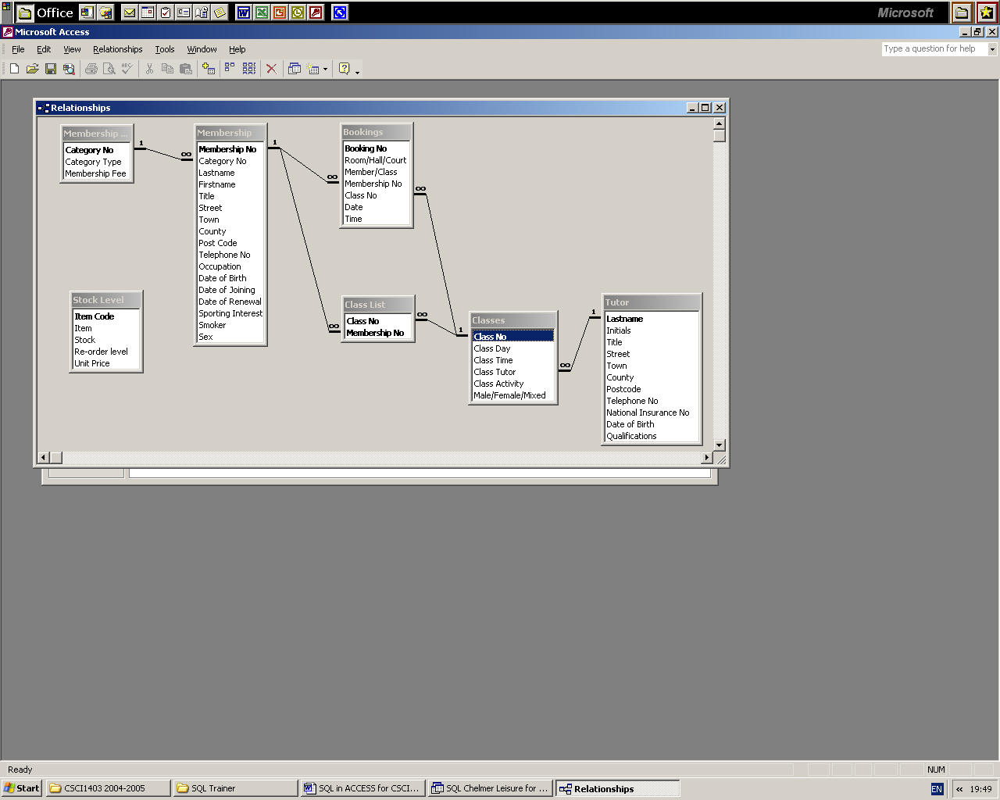 Office
Microsoft
Microsoft Access
File Edit View Relationships Tools Window Help
Type a question for help
Relationships
Membership ...
Category No
Category Type
Membership Fee
1
∞
Membership
Membership No
Category No
Lastname
Firstname
Title
Street
Town
County
Post Code
Telephone No
Occupation
Date of Birth
Date of Joining
Date of Renewal
Sporting Interest
Smoker
Sex
1
∞
∞
Bookings
Booking No
Room/Hall/Court
Member/Class
Membership No
Class No
Date
Time
∞
Stock Level
Item Code
Item
Stock
Re-order level
Unit Price
Class List
Class No
Membership No
∞
1
Classes
Class No
Class Day
Class Time
Class Tutor
Class Activity
Male/Female/Mixed
∞
1
Tutor
Lastname
Initials
Title
Street
Town
County
Postcode
Telephone No
National Insurance No
Date of Birth
Qualifications
Ready
NUM
Start
CSCI1403 2004-2005
SQL Trainer
SQL in ACCESS for CSCI...
SQL Chelmer Leisure for ...
Relationships
EN
« 19:49